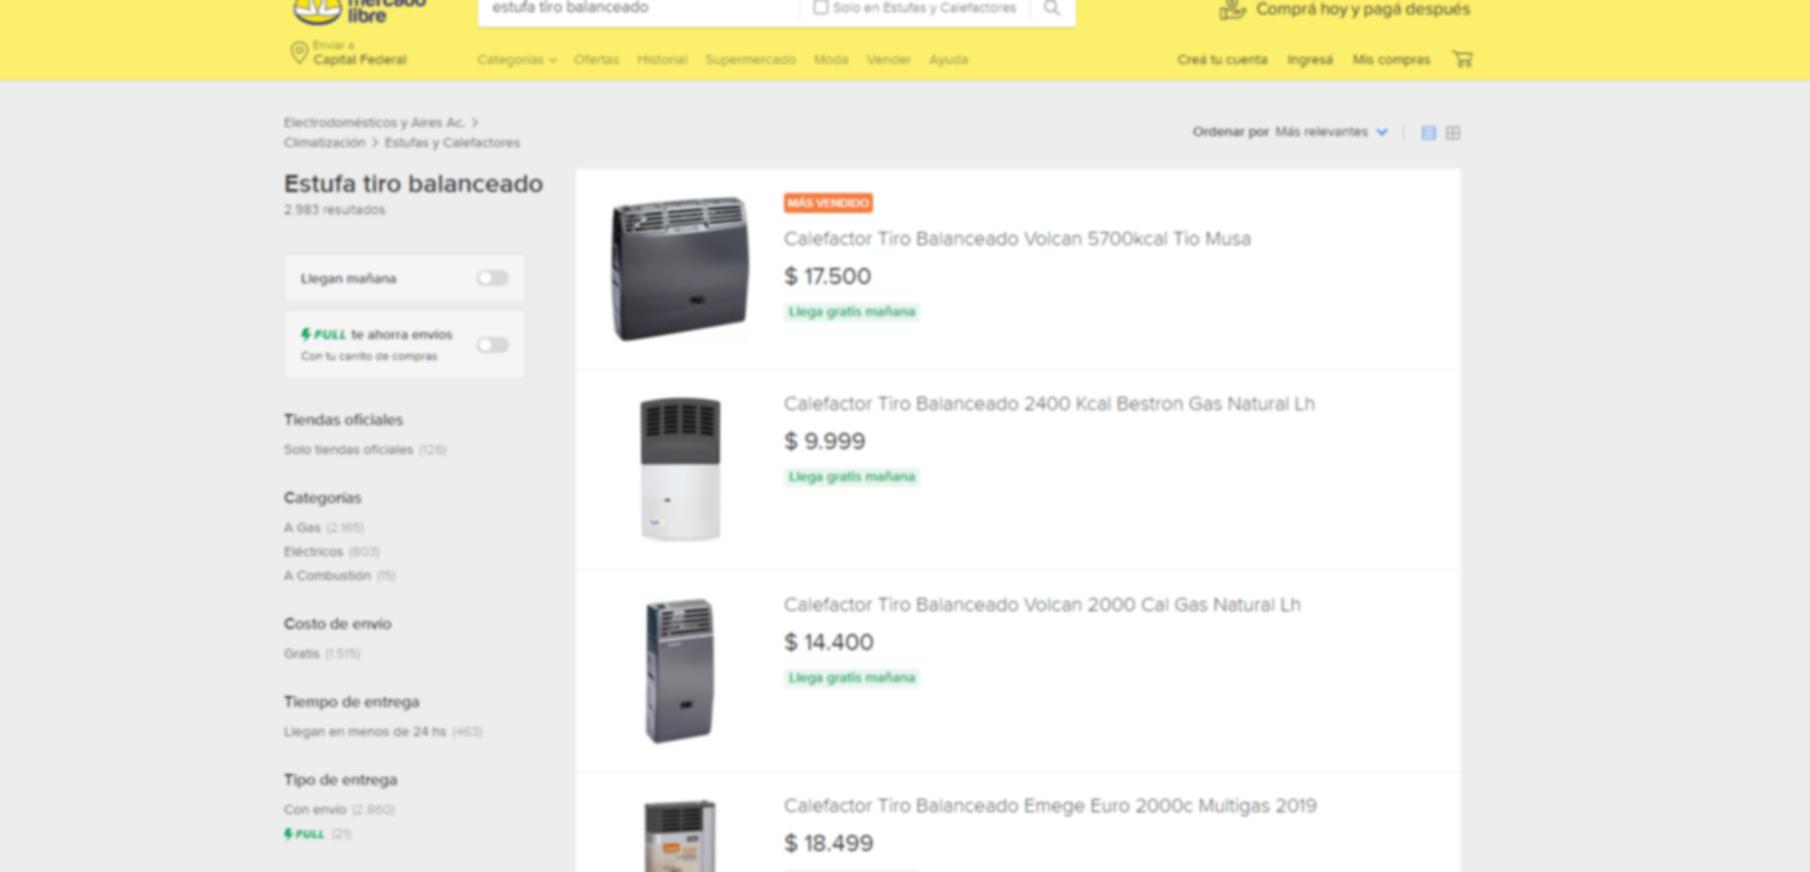 mercado
libre
estufa tiro balanceado
Solo en Estufas y Calefactores
Comprá hoy y pagá después
Enviar a
Capital Federal
Categorías
Ofertas
Historial
Supermercado
Moda
Vender
Ayuda
Creá tu cuenta
Ingresá
Mis compras
Electrodomésticos y Aires Ac. >
Climatización > Estufas y Calefactores
Ordenar por Más relevantes
Estufa tiro balanceado
2.983 resultados
Llegan mañana
FULL te ahorra envíos
Con tu carrito de compras
Tiendas oficiales
Solo tiendas oficiales (126)
Categorías
A Gas (2.165)
Eléctricos (803)
A Combustión (15)
Costo de envío
Gratis (1.515)
Tiempo de entrega
Llegan en menos de 24 hs (463)
Tipo de entrega
Con envío (2.860)
FULL (21)
MÁS VENDIDO
Calefactor Tiro Balanceado Volcan 5700kcal Tio Musa
$ 17.500
Llega gratis mañana
Calefactor Tiro Balanceado 2400 Kcal Bestron Gas Natural Lh
$ 9.999
Llega gratis mañana
Calefactor Tiro Balanceado Volcan 2000 Cal Gas Natural Lh
$ 14.400
Llega gratis mañana
Calefactor Tiro Balanceado Emege Euro 2000c Multigas 2019
$ 18.499